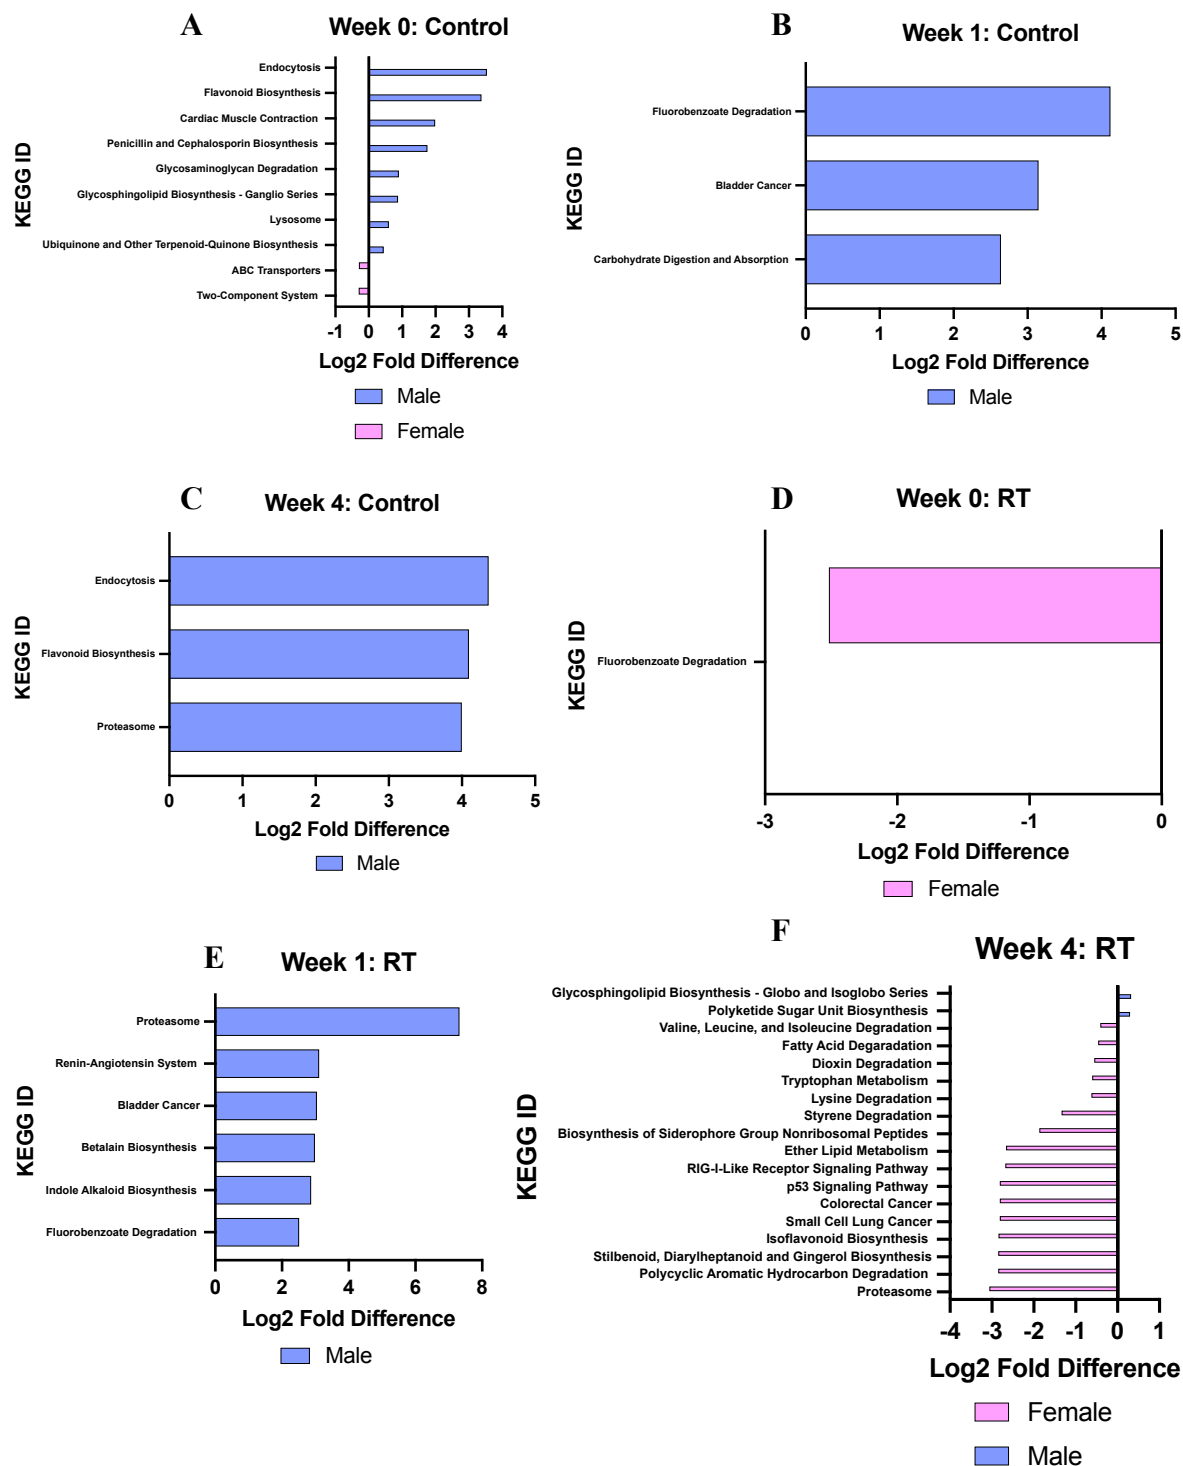 A
Week 0: Control
KEGG ID
Endocytosis
Flavonoid Biosynthesis
Cardiac Muscle Contraction
Penicillin and Cephalosporin Biosynthesis
Glycosaminoglycan Degradation
Glycosphingolipid Biosynthesis - Ganglio Series
Lysosome
Ubiquinone and Other Terpenoid-Quinone Biosynthesis
ABC Transporters
Two-Component System
-1 0 1 2 3 4
Log2 Fold Difference
Male
Female
B
Week 1: Control
KEGG ID
Fluorobenzoate Degradation
Bladder Cancer
Carbohydrate Digestion and Absorption
0 1 2 3 4 5
Log2 Fold Difference
Male
C
Week 4: Control
KEGG ID
Endocytosis
Flavonoid Biosynthesis
Proteasome
0 1 2 3 4 5
Log2 Fold Difference
Male
D
Week 0: RT
KEGG ID
Fluorobenzoate Degradation
-3 -2 -1 0
Log2 Fold Difference
Female
E
Week 1: RT
KEGG ID
Proteasome
Renin-Angiotensin System
Bladder Cancer
Betalain Biosynthesis
Indole Alkaloid Biosynthesis
Fluorobenzoate Degradation
0 2 4 6 8
Log2 Fold Difference
Male
F
Week 4: RT
KEGG ID
Glycosphingolipid Biosynthesis - Globo and Isoglobo Series
Polyketide Sugar Unit Biosynthesis
Valine, Leucine, and Isoleucine Degradation
Fatty Acid Degaradation
Dioxin Degradation
Tryptophan Metabolism
Lysine Degradation
Styrene Degradation
Biosynthesis of Siderophore Group Nonribosomal Peptides
Ether Lipid Metabolism
RIG-I-Like Receptor Signaling Pathway
p53 Signaling Pathway
Colorectal Cancer
Small Cell Lung Cancer
Isoflavonoid Biosynthesis
Stilbenoid, Diarylheptanoid and Gingerol Biosynthesis
Polycyclic Aromatic Hydrocarbon Degradation
Proteasome
-4 -3 -2 -1 0 1
Log2 Fold Difference
Female
Male